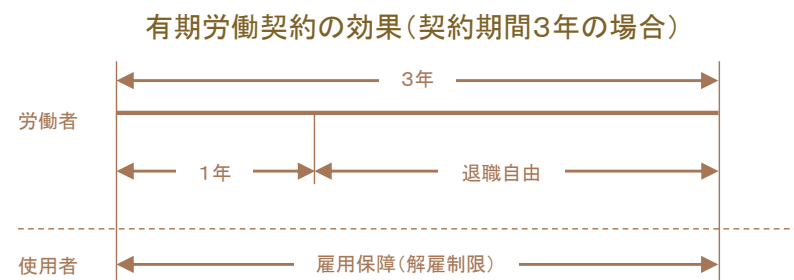 有期労働契約の効果（契約期間３年の場合）
３年
労働者
１年 退職自由
使用者 雇用保障（解雇制限）